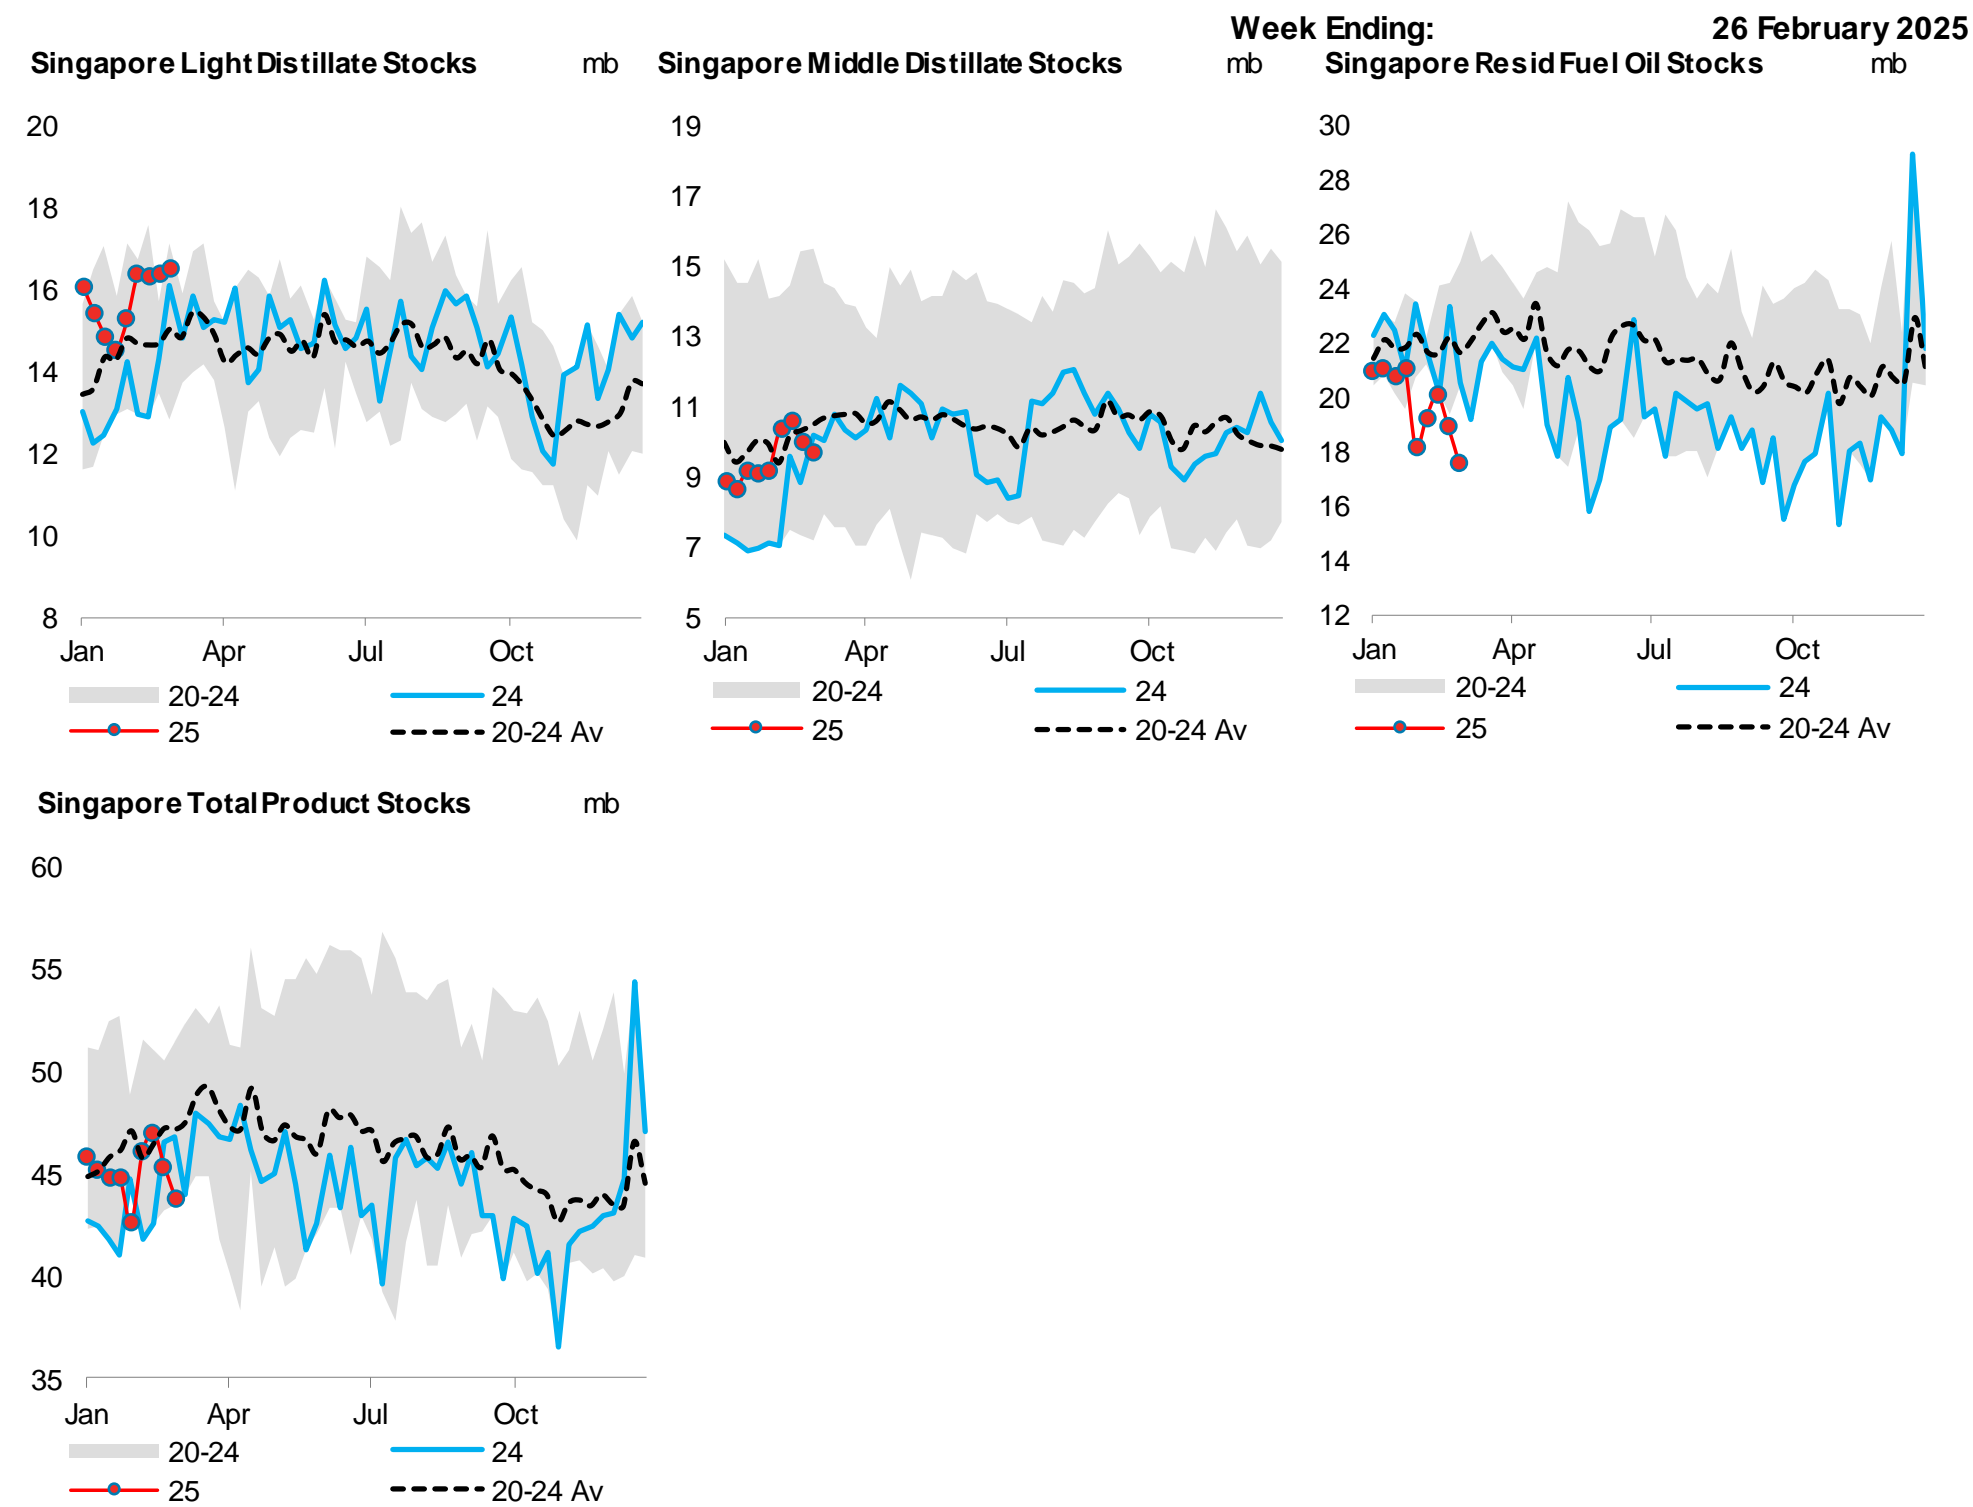 Week Ending: 26 February 2025
Singapore Light Distillate Stocks mb
20
18
16
14
12
10
8
Jan Apr Jul Oct
20-24 24
25 20-24 Av
Singapore Middle Distillate Stocks mb
19
17
15
13
11
9
7
5
Jan Apr Jul Oct
20-24 24
25 20-24 Av
Singapore Resid Fuel Oil Stocks mb
30
28
26
24
22
20
18
16
14
12
Jan Apr Jul Oct
20-24 24
25 20-24 Av
Singapore Total Product Stocks mb
60
55
50
45
40
35
Jan Apr Jul Oct
20-24 24
25 20-24 Av